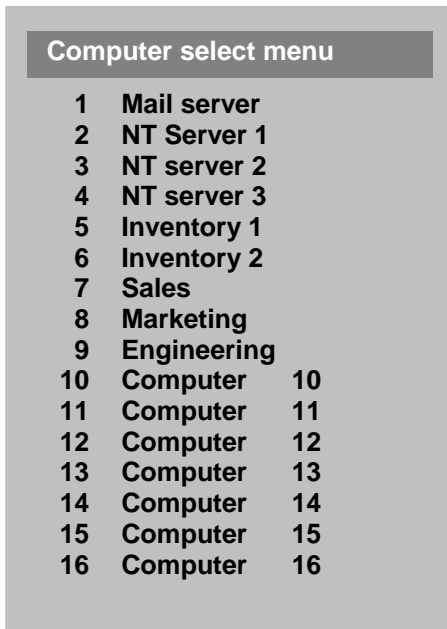 Computer select menu
1 Mail server
2 NT Server 1
3 NT server 2
4 NT server 3
5 Inventory 1
6 Inventory 2
7 Sales
8 Marketing
9 Engineering
10 Computer 10
11 Computer 11
12 Computer 12
13 Computer 13
14 Computer 14
15 Computer 15
16 Computer 16